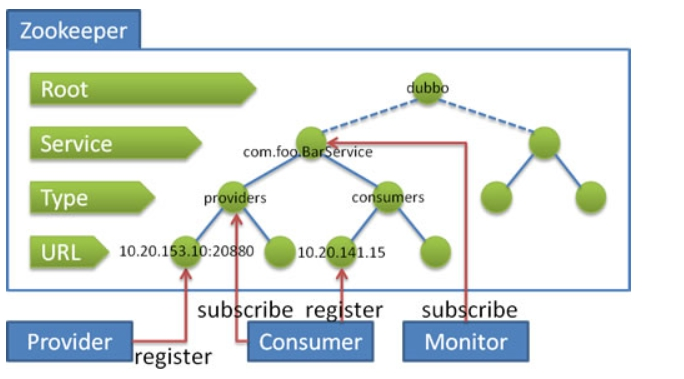 Zookeeper
Root
dubbo
Service
com.foo.BarService
Type
providers
consumers
URL
10.20.153.10:20880
10.20.141.15
subscribe
register
subscribe
Provider
register
Consumer
Monitor